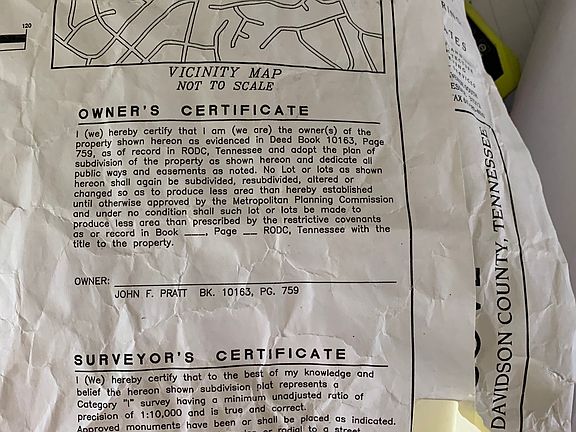 120
VICINITY MAP
NOT TO SCALE
OWNER'S CERTIFICATE
I (we) hereby certify that I am (we are) the owner(s) of the
property shown hereon as evidenced in Deed Book 10163, Page
759, as of record in RODC, Tennessee and adopt the plan of
subdivision of the property as shown hereon and dedicate all
public ways and easements as noted. No Lot or lots as shown
hereon shall again be subdivided, resubdivided, altered or
changed so as to produce less area than hereby established
until otherwise approved by the Metropolitan Planning Commission
and under no condition shall such lot or lots be made to
produce less area than prescribed by the restrictive covenants
as or record in Book ____, Page __ RODC, Tennessee with the
title to the property.
OWNER:
JOHN F. PRATT BK. 10163, PG. 759
SURVEYOR'S CERTIFICATE
I (We) hereby certify that to the best of my knowledge and
belief the hereon shown subdivision plat represents a
Category "I" survey having a minimum unadjusted ratio of
precision of 1:10,000 and is true and correct.
Approved monuments have been or shall be placed as indicated.
or radial to a street
DAVIDSON COUNTY, TENNESSEE